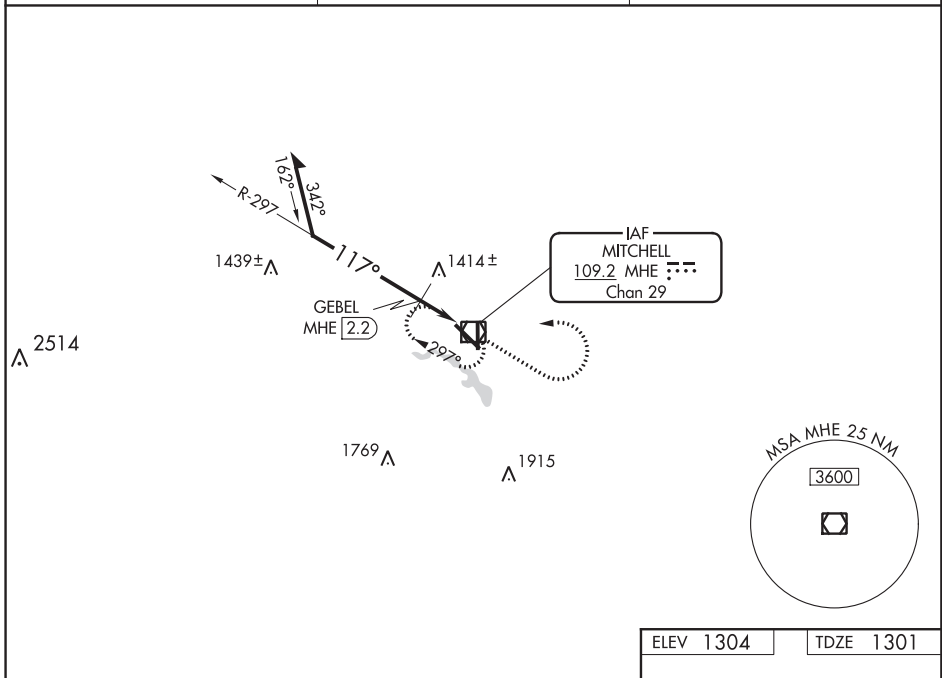 162°
342°
R-297
117°
1439±
1414±
IAF
MITCHELL
109.2 MHE
Chan 29
GEBEL
MHE 2.2
297°
2514
1769
1915
MSA MHE 25 NM
3600
ELEV 1304
TDZE 1301